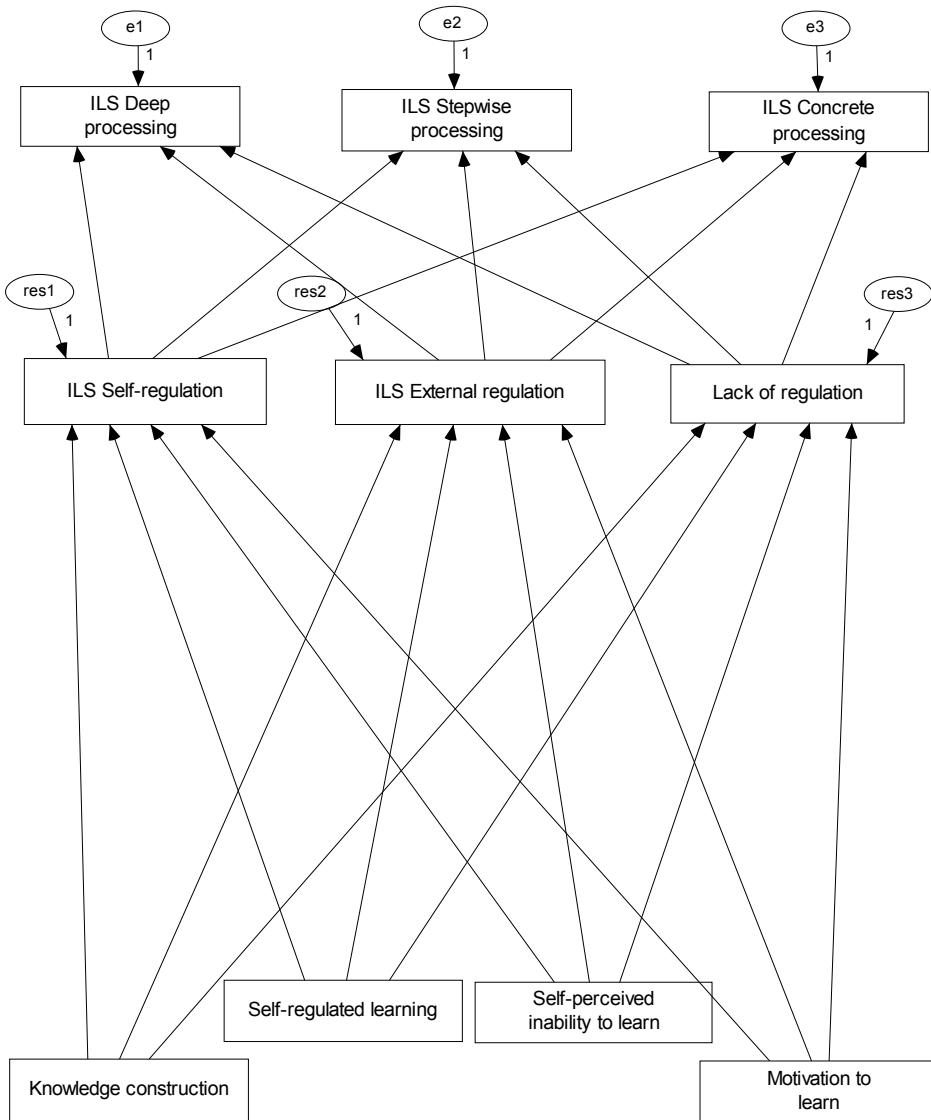 e1
e2
e3
1
1
1
ILS Deep
processing
ILS Stepwise
processing
ILS Concrete
processing
res1
res2
res3
1
1
1
ILS Self-regulation
ILS External regulation
Lack of regulation
Self-regulated learning
Self-perceived
inability to learn
Knowledge construction
Motivation to
learn